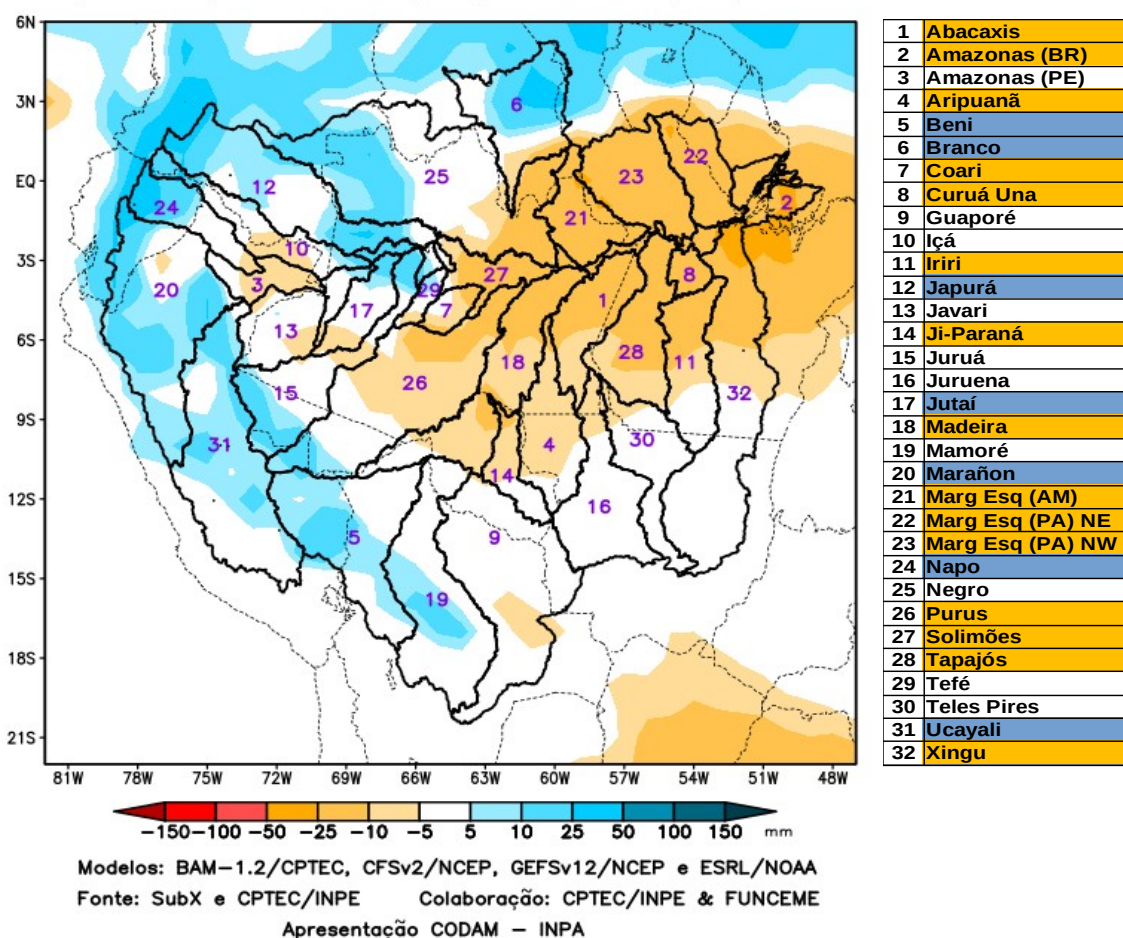 6N
3N
EQ
3S
6S
9S
12S
15S
18S
21S
81W 78W 75W 72W 69W 66W 63W 60W 57W 54W 51W 48W
6
12
25
24
23
22
2
21
10
3
20
27
29
8
17
7
1
13
18
28
11
26
15
32
31
4
30
14
16
5
9
19
1 Abacaxis
2 Amazonas (BR)
3 Amazonas (PE)
4 Aripuanã
5 Beni
6 Branco
7 Coari
8 Curuá Una
9 Guaporé
10 Içá
11 Iriri
12 Japurá
13 Javari
14 Ji-Paraná
15 Juruá
16 Juruena
17 Jutaí
18 Madeira
19 Mamoré
20 Marañon
21 Marg Esq (AM)
22 Marg Esq (PA) NE
23 Marg Esq (PA) NW
24 Napo
25 Negro
26 Purus
27 Solimões
28 Tapajós
29 Tefé
30 Teles Pires
31 Ucayali
32 Xingu
−150 −100 −50 −25 −10 −5 5 10 25 50 100 150 mm
Modelos: BAM−1.2/CPTEC, CFSv2/NCEP, GEFSv12/NCEP e ESRL/NOAA
Fonte: SubX e CPTEC/INPE Colaboração: CPTEC/INPE & FUNCEME
Apresentação CODAM − INPA